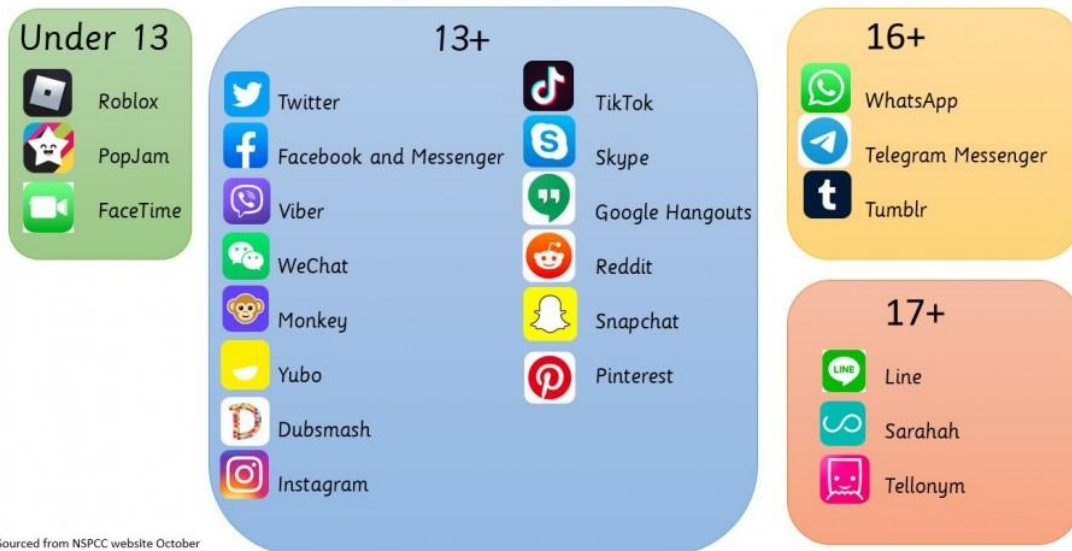 Under 13
Roblox
PopJam
FaceTime
13+
Twitter
Facebook and Messenger
Viber
WeChat
Monkey
Yubo
Dubsmash
Instagram
TikTok
Skype
Google Hangouts
Reddit
Snapchat
Pinterest
16+
WhatsApp
Telegram Messenger
Tumblr
17+
LINE
Line
Sarahah
Tellonym
Sourced from NSPCC website October